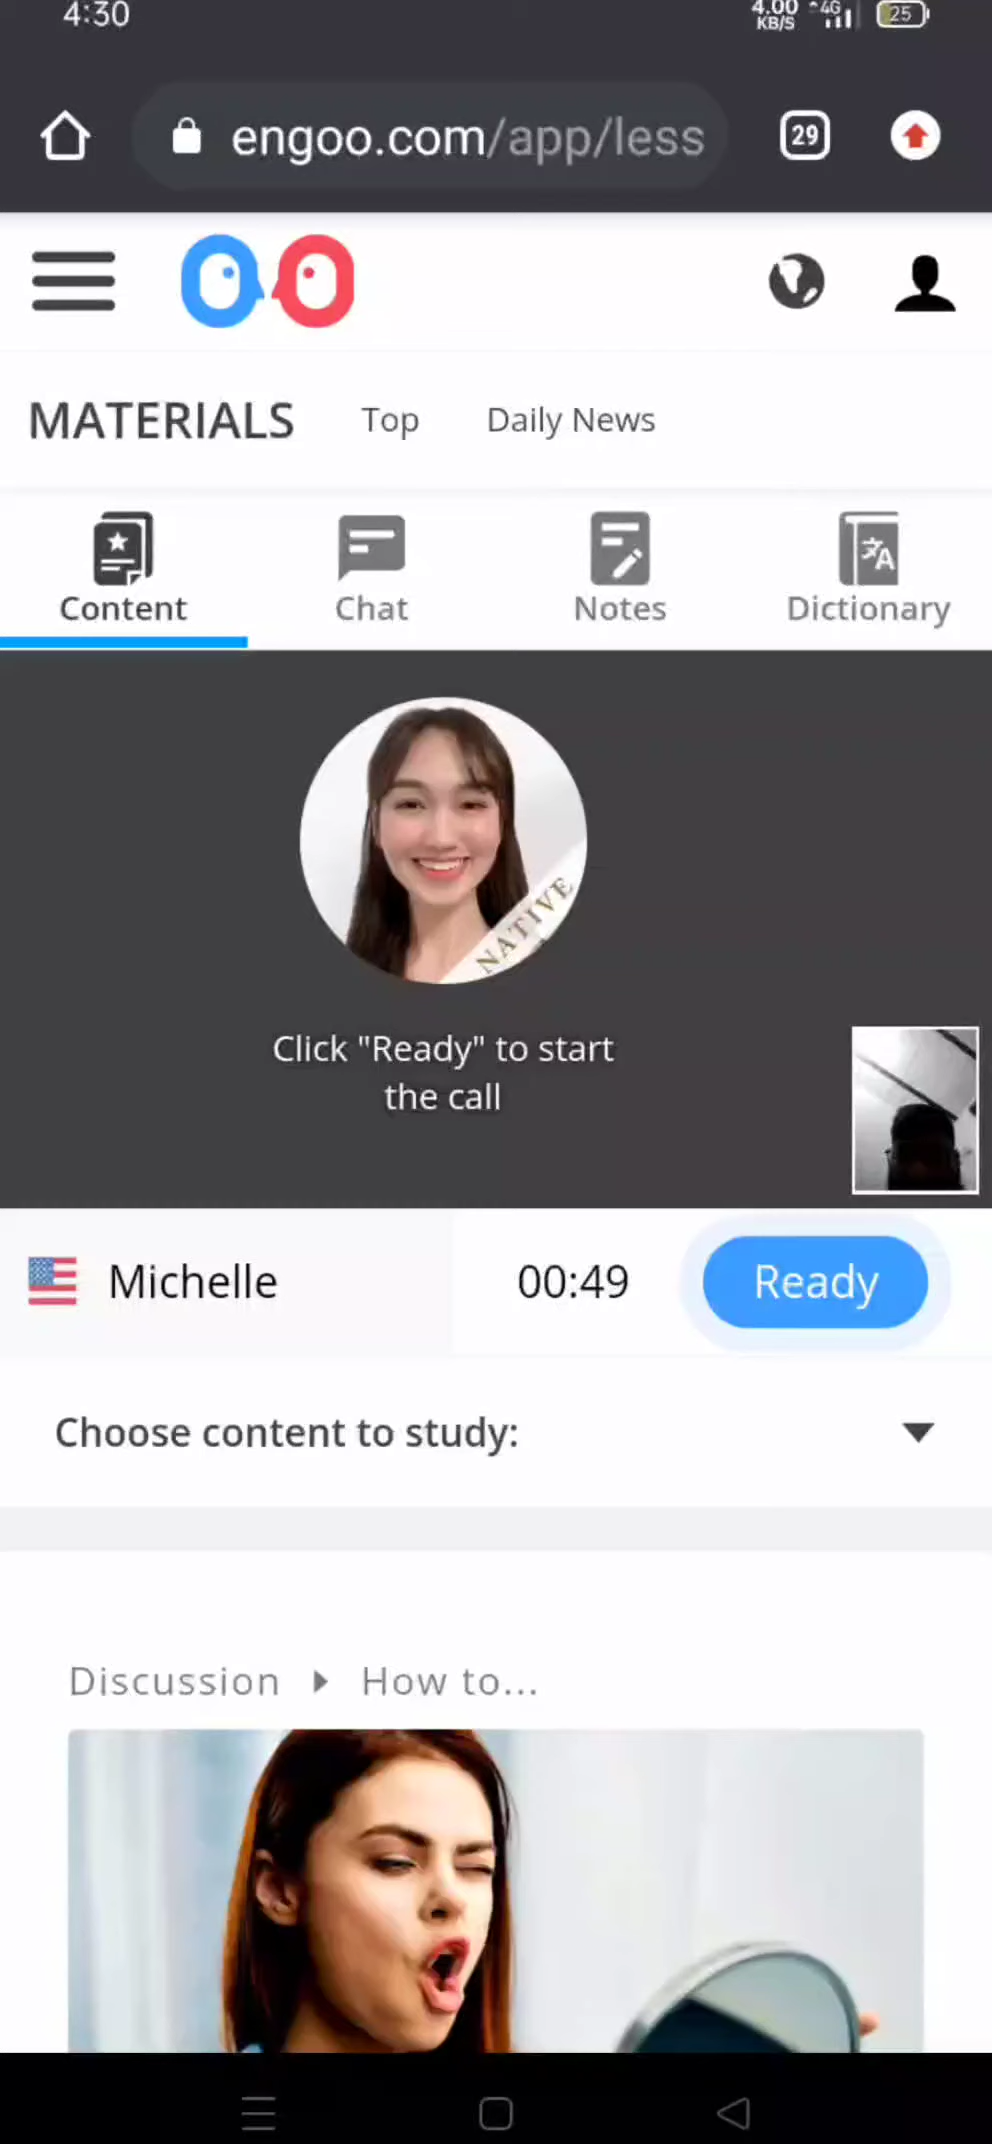 4:30
4.00 KB/S 4G 25
engoo.com/app/less
29
MATERIALS Top Daily News
Content Chat Notes Dictionary
NATIVE
Click "Ready" to start
the call
Michelle 00:49 Ready
Choose content to study:
Discussion How to...